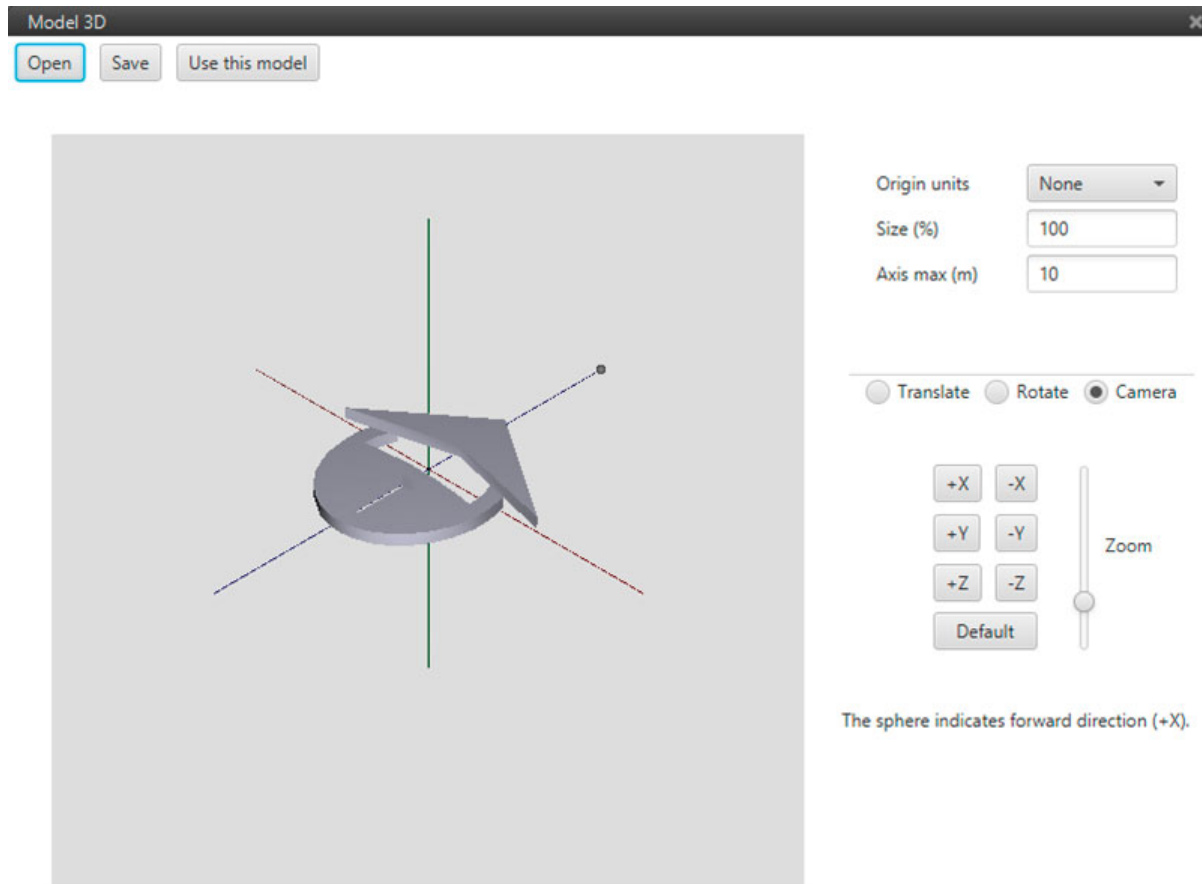 Model 3D
Open Save Use this model
Origin units None
Size (%) 100
Axis max (m) 10
Translate Rotate Camera
+X -X
+Y -Y
Zoom
+Z -Z
Default
The sphere indicates forward direction (+X).